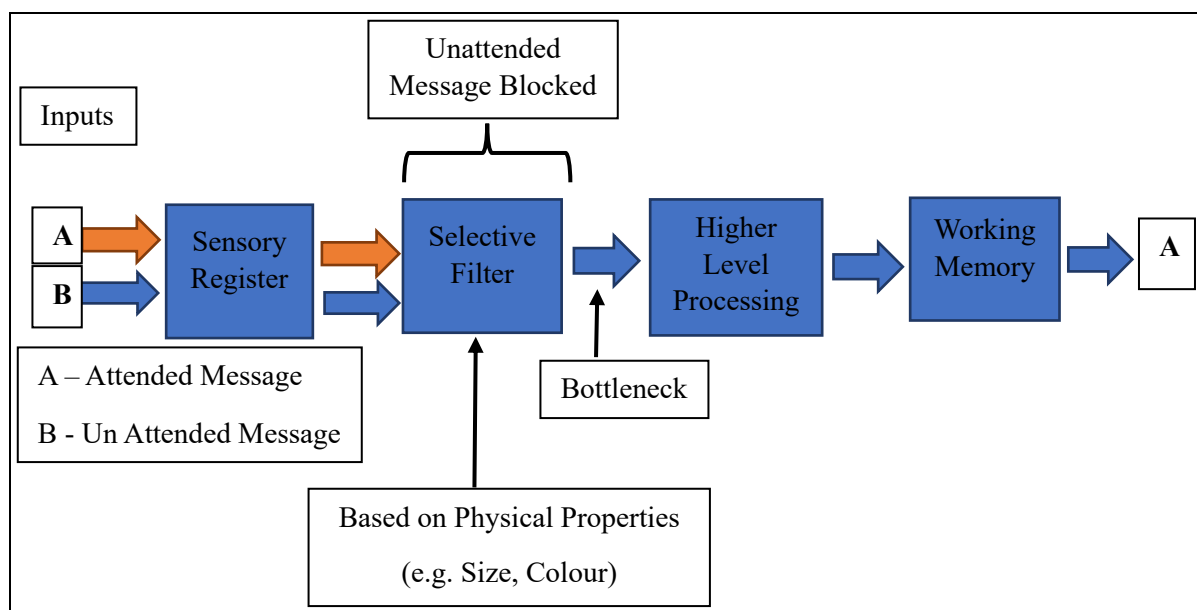 Unattended
Message Blocked
Inputs
A
B
Sensory
Register
Selective
Filter
Higher
Level
Processing
Working
Memory
A
A – Attended Message
B - Un Attended Message
Bottleneck
Based on Physical Properties
(e.g. Size, Colour)